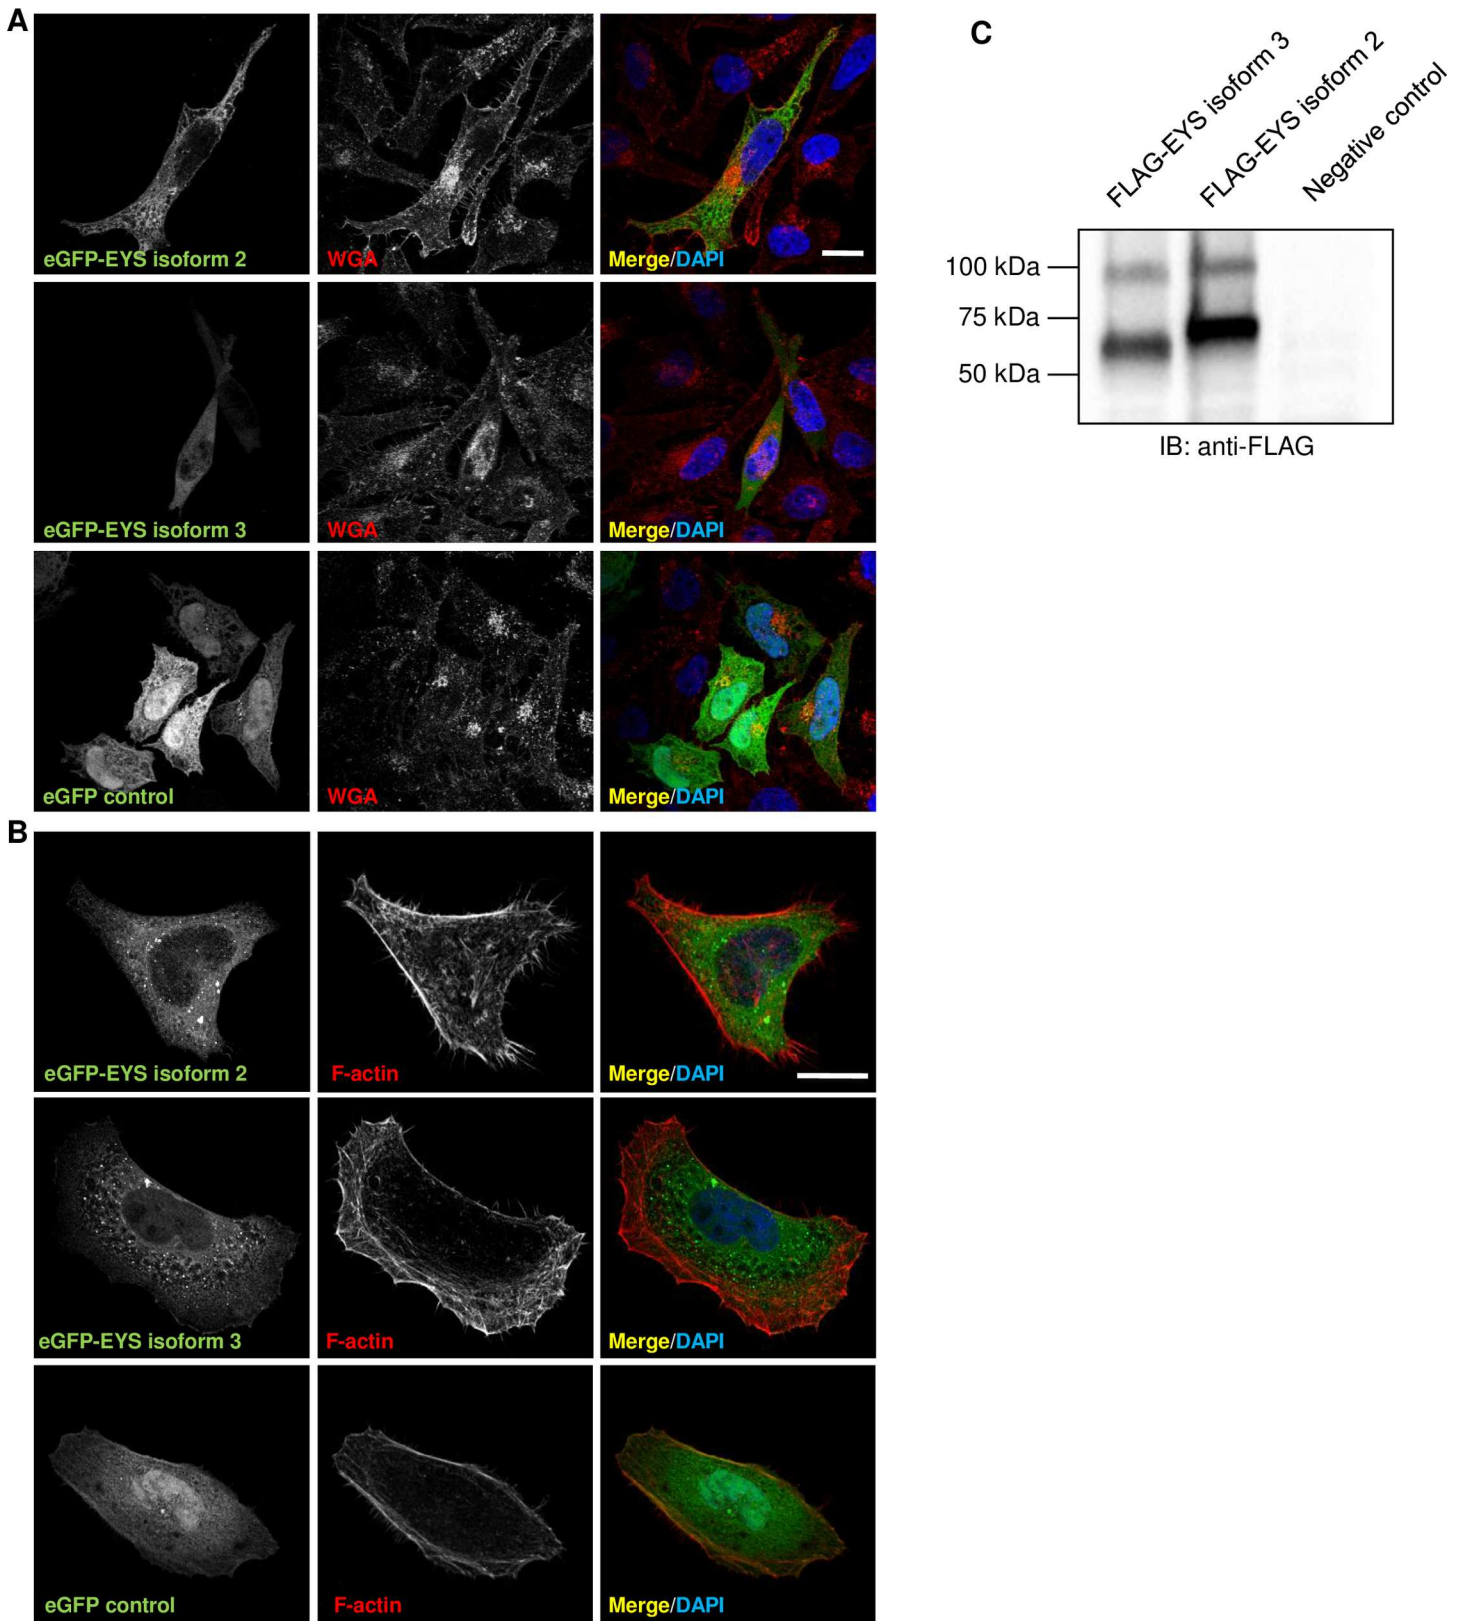 A
eGFP-EYS isoform 2
WGA
Merge/DAPI
eGFP-EYS isoform 3
WGA
Merge/DAPI
eGFP control
WGA
Merge/DAPI
B
eGFP-EYS isoform 2
F-actin
Merge/DAPI
eGFP-EYS isoform 3
F-actin
Merge/DAPI
eGFP control
F-actin
Merge/DAPI
C
FLAG-EYS isoform 3
FLAG-EYS isoform 2
Negative control
100 kDa
75 kDa
50 kDa
IB: anti-FLAG